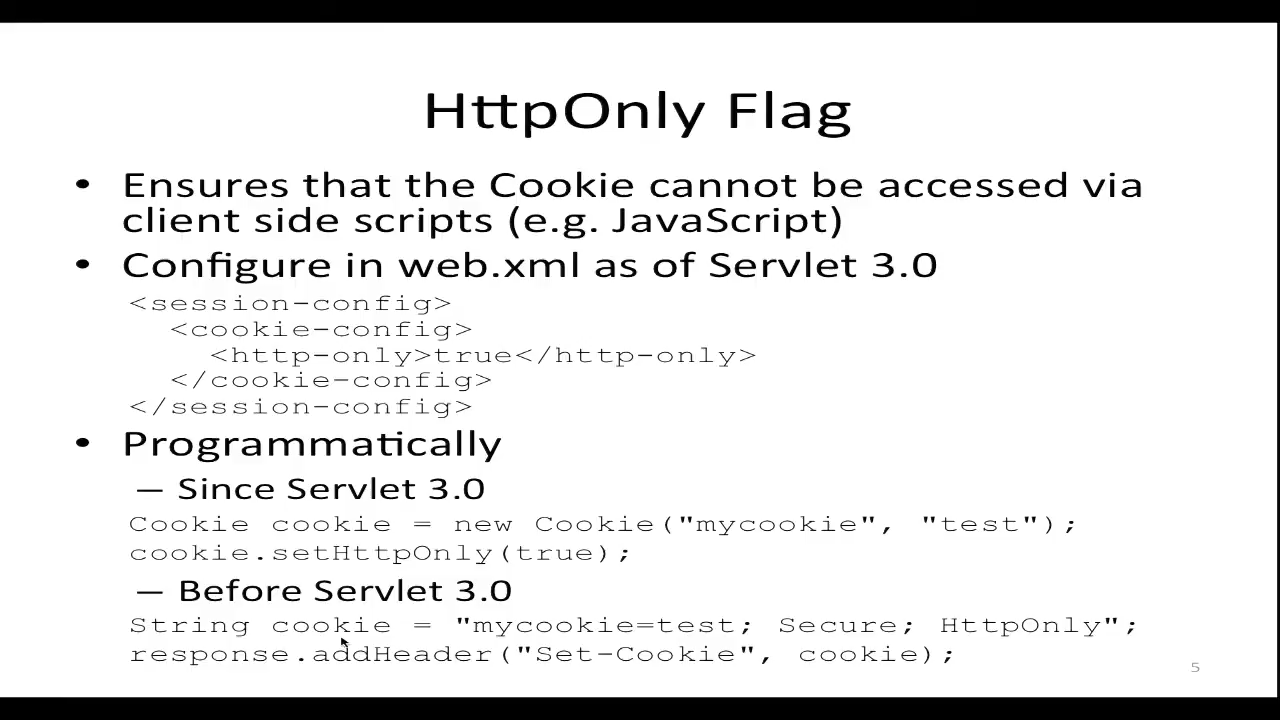 HttpOnly Flag
• Ensures that the Cookie cannot be accessed via
client side scripts (e.g. JavaScript)
• Configure in web.xml as of Servlet 3.0
<session-config>
<cookie-config>
<http-only>true</http-only>
</cookie-config>
</session-config>
• Programmatically
– Since Servlet 3.0
Cookie cookie = new Cookie("mycookie", "test");
cookie.setHttpOnly(true);
– Before Servlet 3.0
String cookie = "mycookie=test; Secure; HttpOnly";
response.addHeader("Set-Cookie", cookie);
5